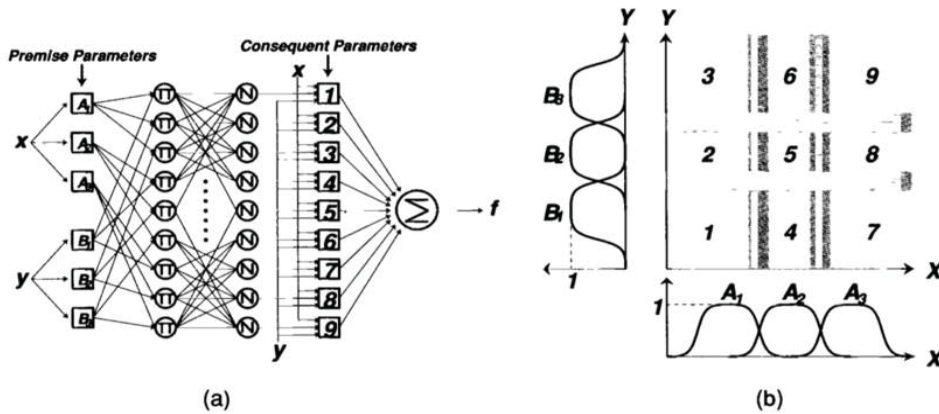 Premise Parameters
Consequent Parameters
x
A₁
A₂
A₃
y
B₁
B₂
B₃
Π
Π
Π
Π
Π
Π
Π
Π
Π
N
N
N
N
N
N
N
N
N
x
1
2
3
4
5
6
7
8
9
y
Σ
f
(a)
Y
B₃
B₂
B₁
1
3 6 9
2 5 8
1 4 7
X
1
A₁ A₂ A₃
X
(b)